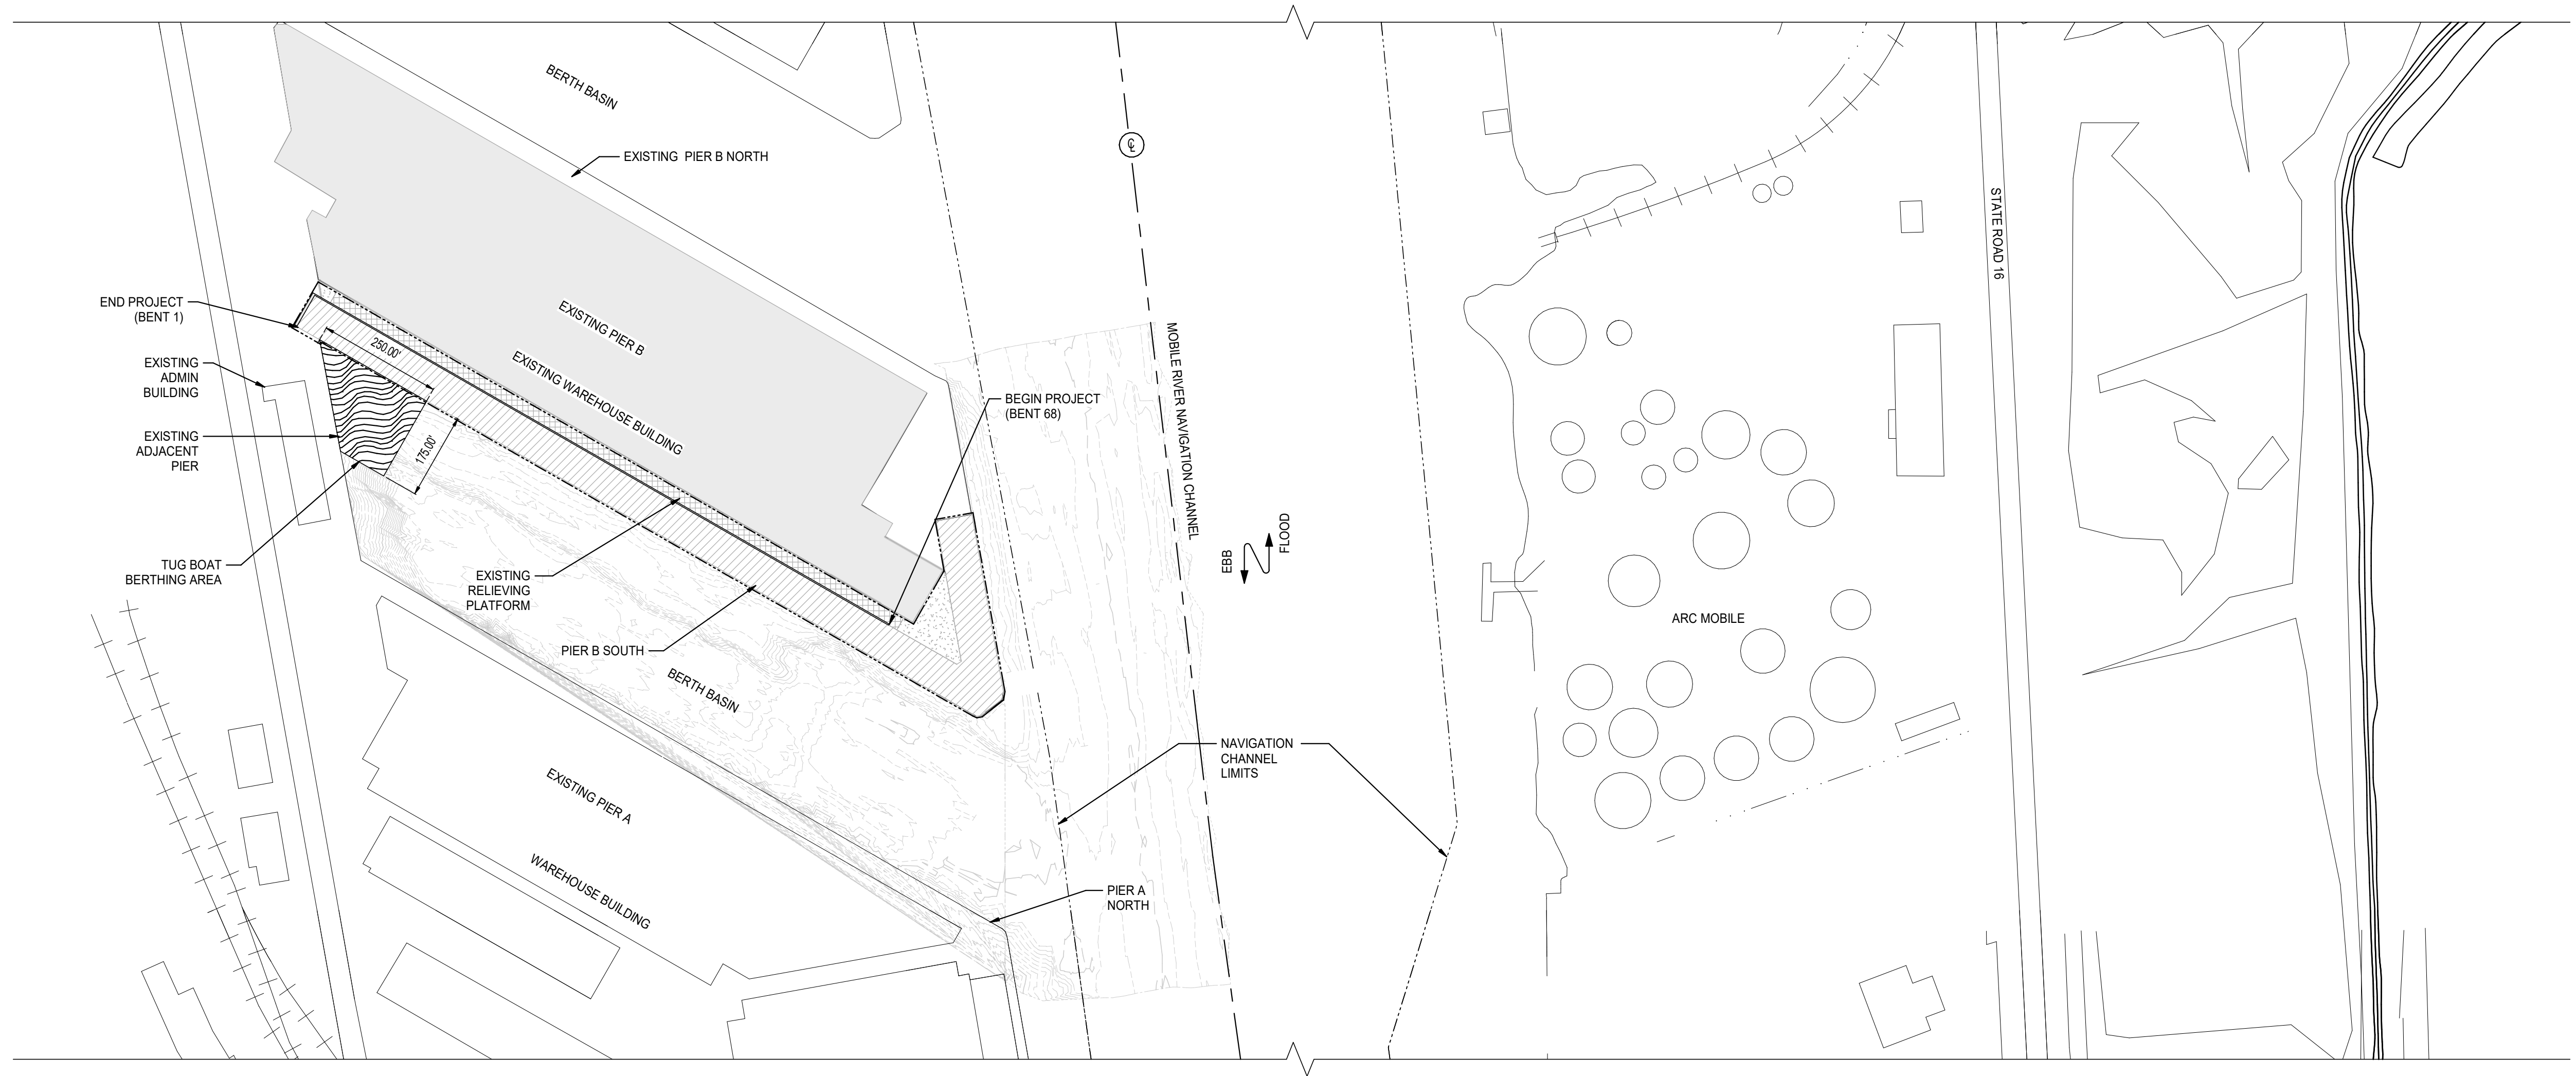 BERTH BASIN
EXISTING PIER B NORTH
℄
STATE ROAD 16
END PROJECT
(BENT 1)
EXISTING PIER B
EXISTING WAREHOUSE BUILDING
250.00'
EXISTING
ADMIN
BUILDING
MOBILE RIVER NAVIGATION CHANNEL
BEGIN PROJECT
(BENT 68)
EXISTING
ADJACENT
PIER
175.00'
EBB
FLOOD
TUG BOAT
BERTHING AREA
EXISTING
RELIEVING
PLATFORM
ARC MOBILE
PIER B SOUTH
BERTH BASIN
NAVIGATION
CHANNEL
LIMITS
EXISTING PIER A
WAREHOUSE BUILDING
PIER A
NORTH